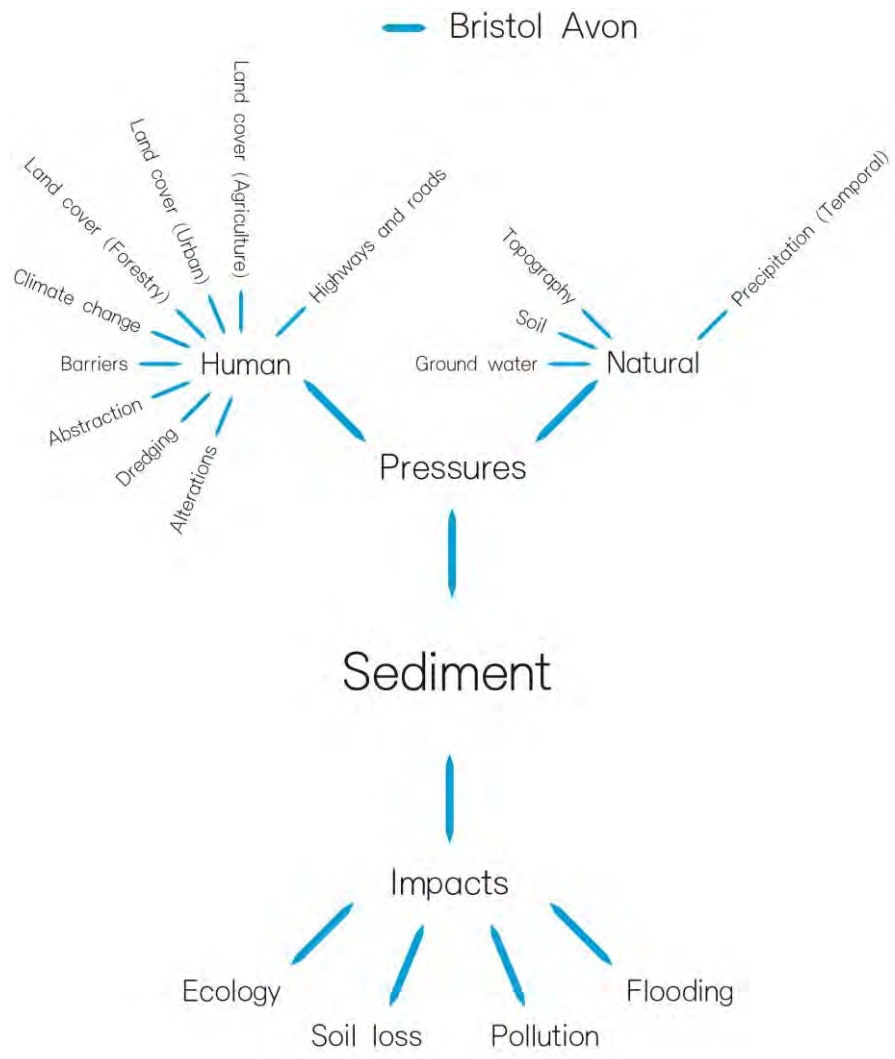 Bristol Avon
Land cover (Agriculture)
Land cover (Urban)
Land cover (Forestry)
Climate change
Barriers
Abstraction
Dredging
Alterations
Highways and roads
Human
Topography
Soil
Ground water
Precipitation (Temporal)
Natural
Pressures
Sediment
Impacts
Ecology
Soil loss
Pollution
Flooding